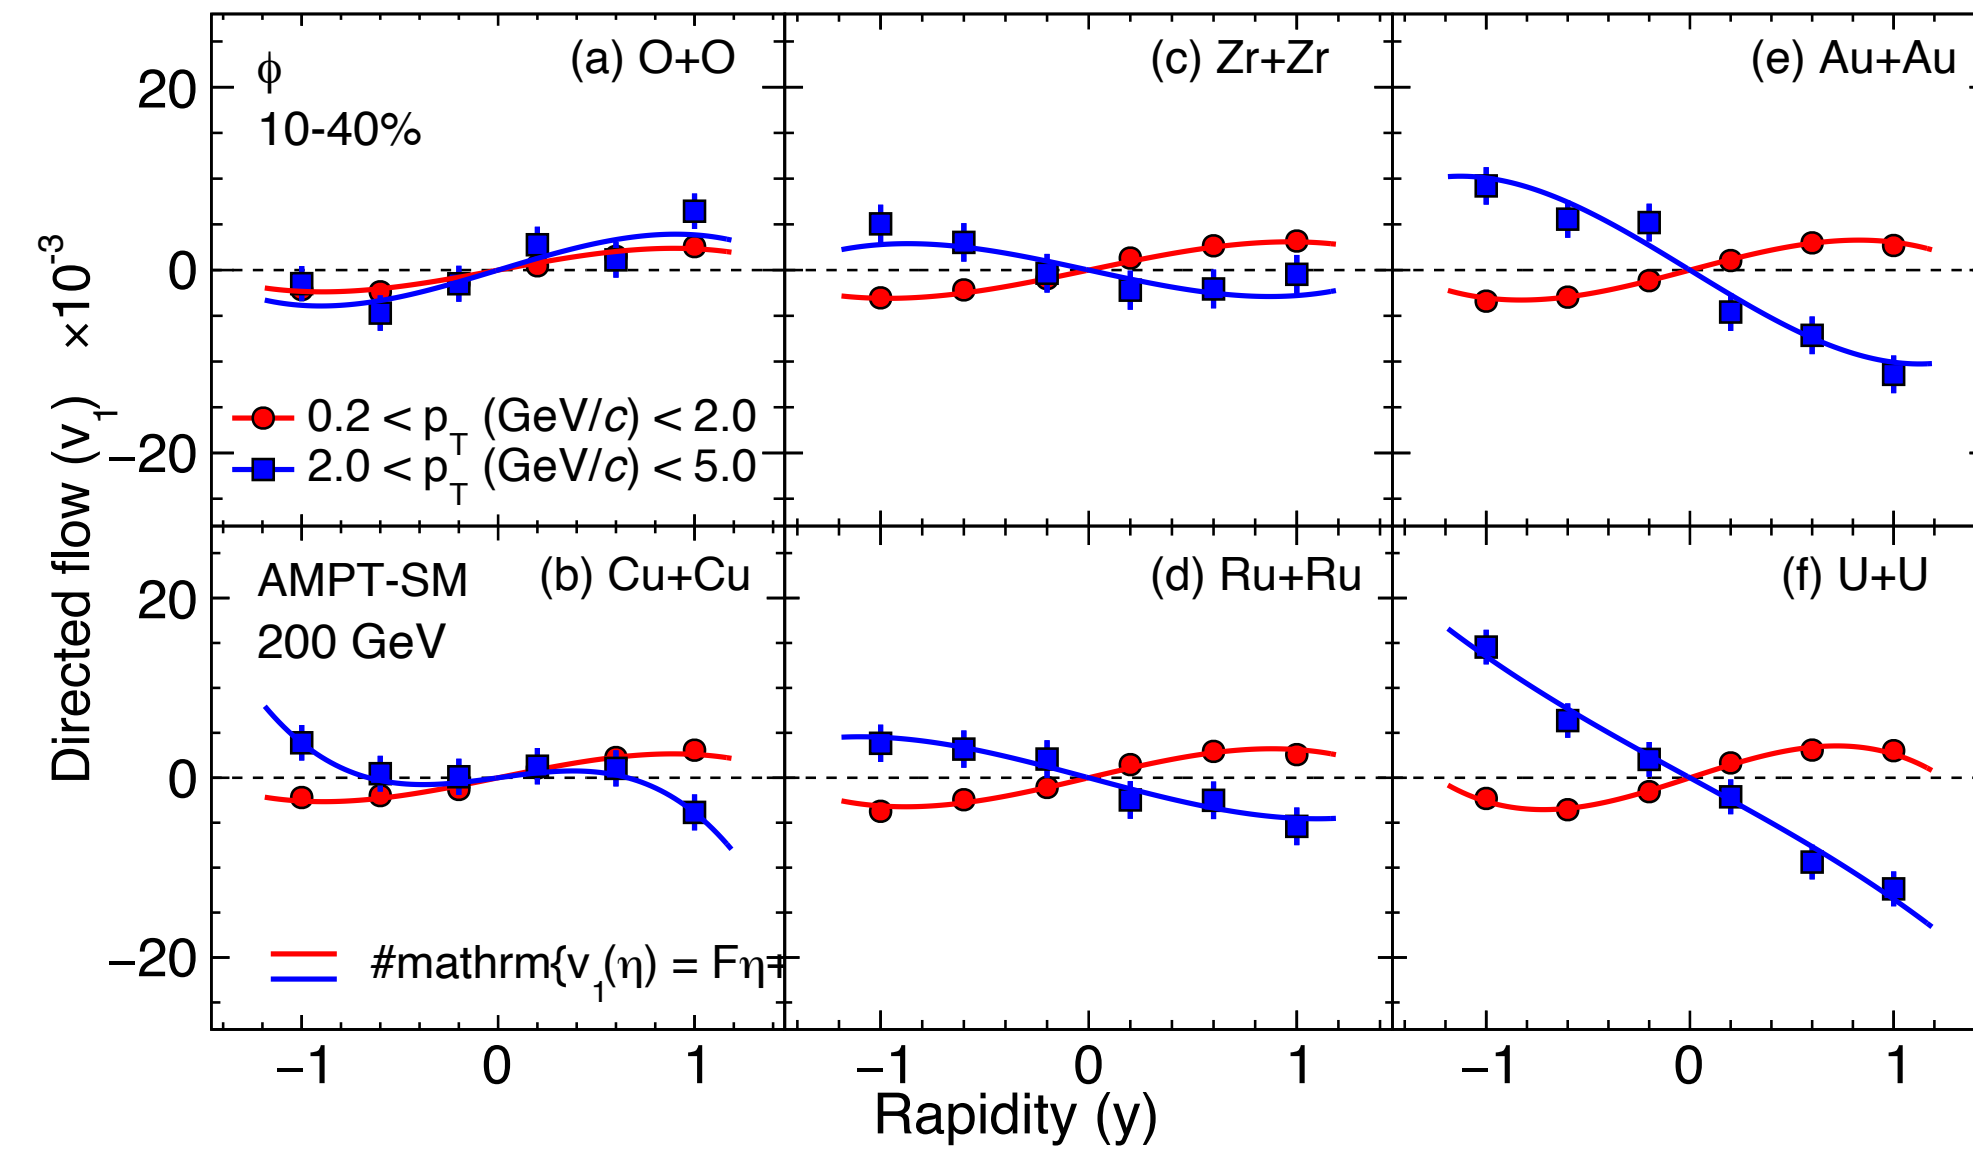 φ
10-40%
(a) O+O
(c) Zr+Zr
(e) Au+Au
20
0
−20
0.2 < p_T (GeV/c) < 2.0
2.0 < p_T (GeV/c) < 5.0
AMPT-SM
200 GeV
(b) Cu+Cu
(d) Ru+Ru
(f) U+U
20
0
−20
#mathrm{v_1(η) = Fη+
−1 0 1
−1 0 1
−1 0 1
Rapidity (y)
Directed flow (v_1) ×10^-3